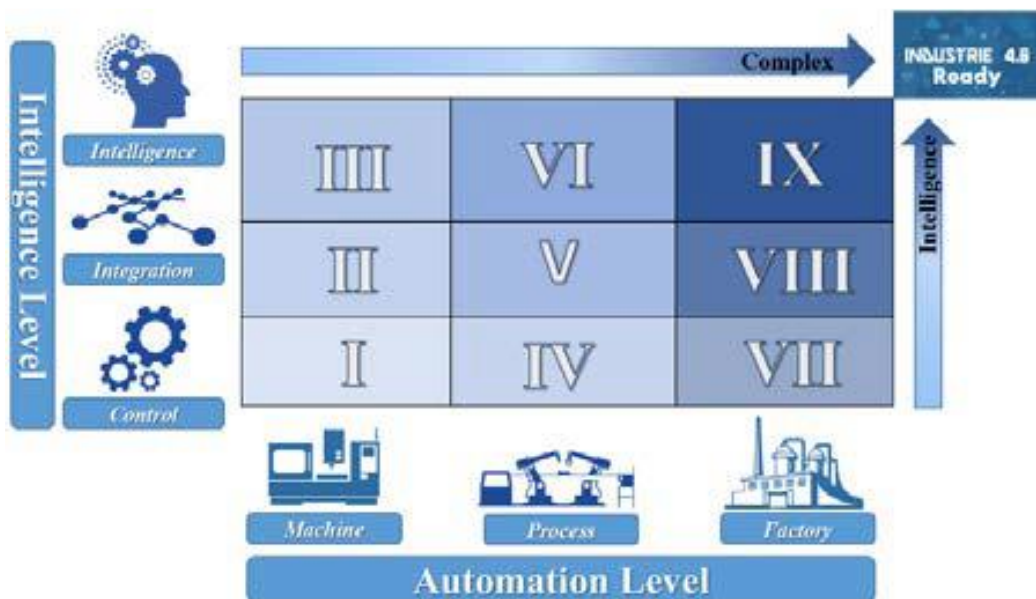 Intelligence Level
Intelligence
Integration
Control
Complex
INDUSTRIE 4.0
Ready
Intelligence
III
VI
IX
II
V
VIII
I
IV
VII
Machine
Process
Factory
Automation Level